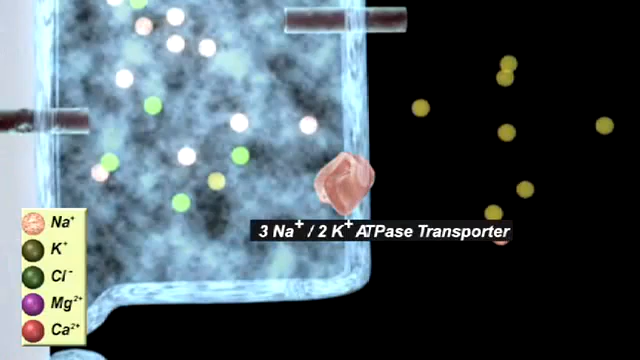 3 Na⁺ / 2 K⁺ ATPase Transporter
Na⁺
K⁺
Cl⁻
Mg²⁺
Ca²⁺